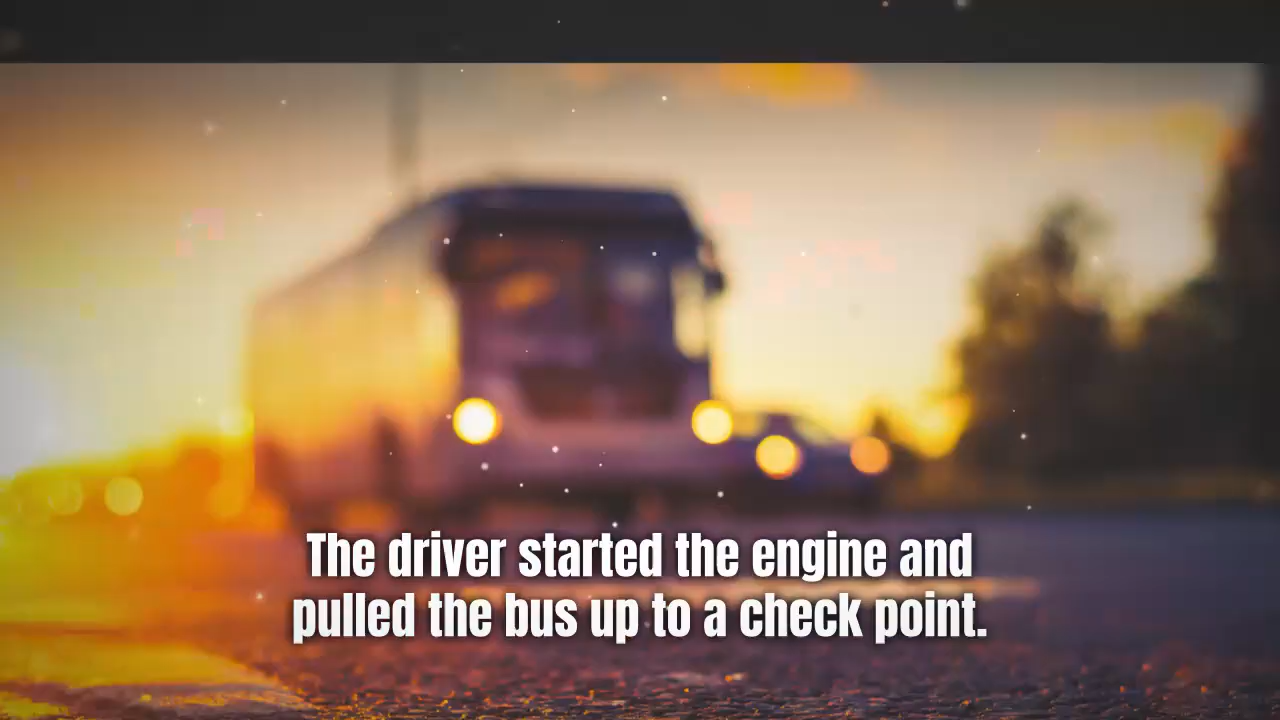 The driver started the engine and
pulled the bus up to a check point.